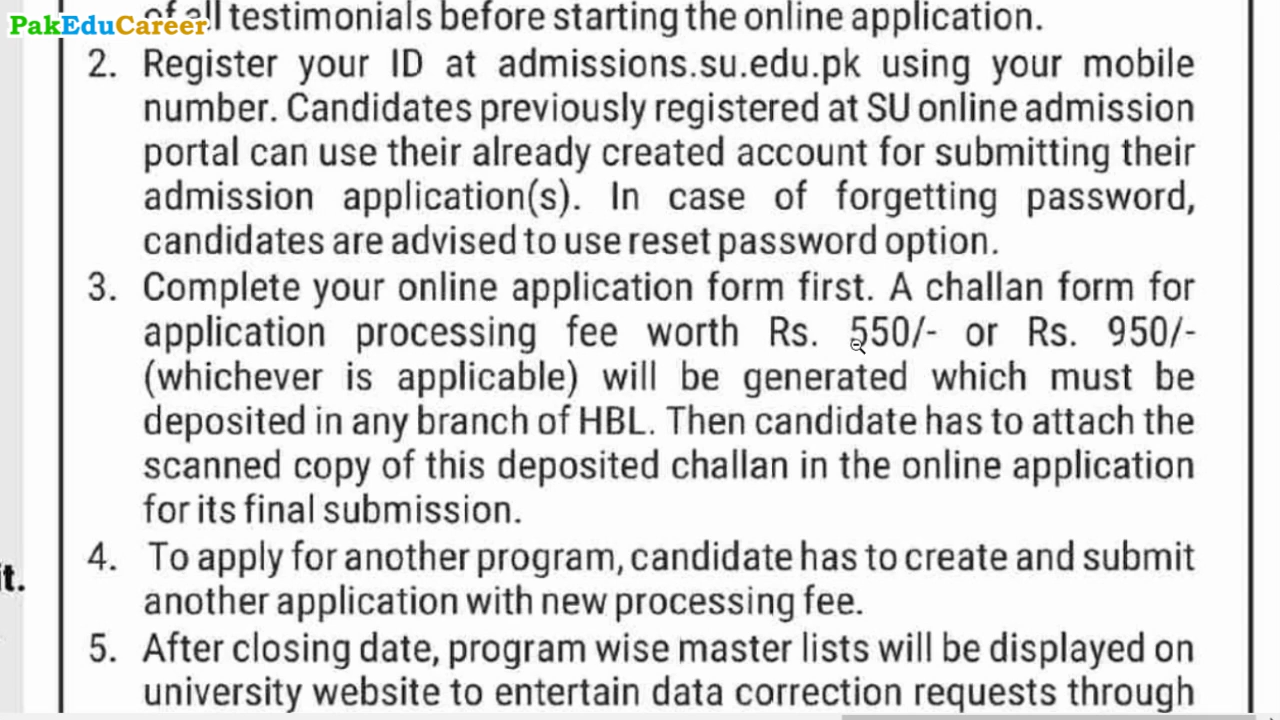 PakEduCareer
of all testimonials before starting the online application.
2. Register your ID at admissions.su.edu.pk using your mobile
number. Candidates previously registered at SU online admission
portal can use their already created account for submitting their
admission application(s). In case of forgetting password,
candidates are advised to use reset password option.
3. Complete your online application form first. A challan form for
application processing fee worth Rs. 550/- or Rs. 950/-
(whichever is applicable) will be generated which must be
deposited in any branch of HBL. Then candidate has to attach the
scanned copy of this deposited challan in the online application
for its final submission.
4. To apply for another program, candidate has to create and submit
another application with new processing fee.
it.
5. After closing date, program wise master lists will be displayed on
university website to entertain data correction requests through